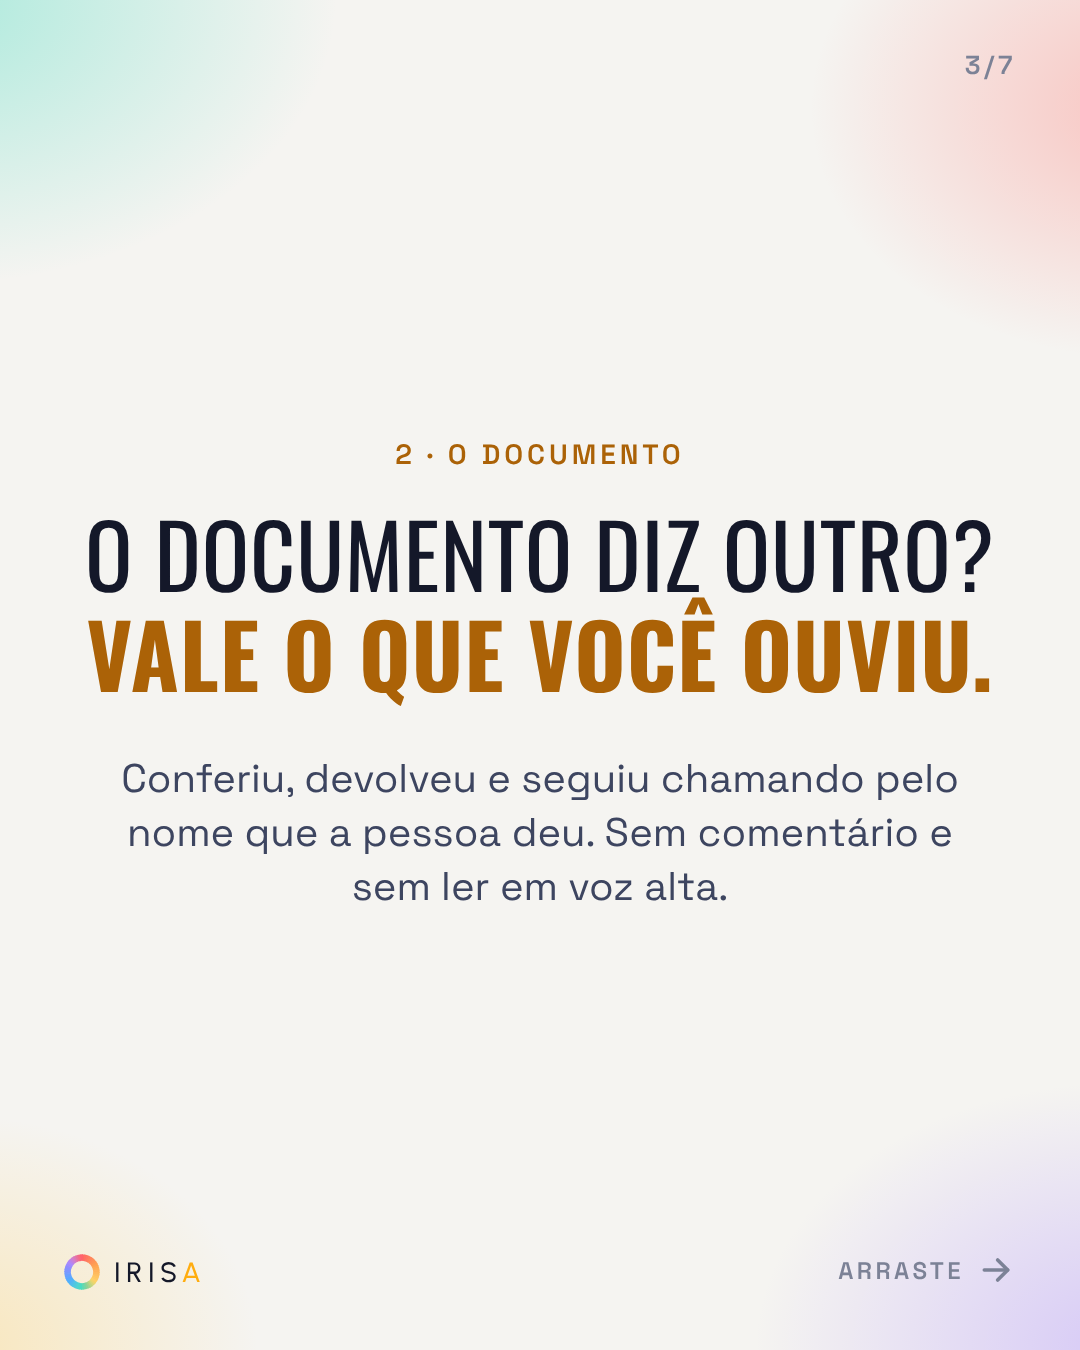 3/7
2 · O DOCUMENTO
O DOCUMENTO DIZ OUTRO?
VALE O QUE VOCÊ OUVIU.
Conferiu, devolveu e seguiu chamando pelo
nome que a pessoa deu. Sem comentário e
sem ler em voz alta.
IRISA
ARRASTE →